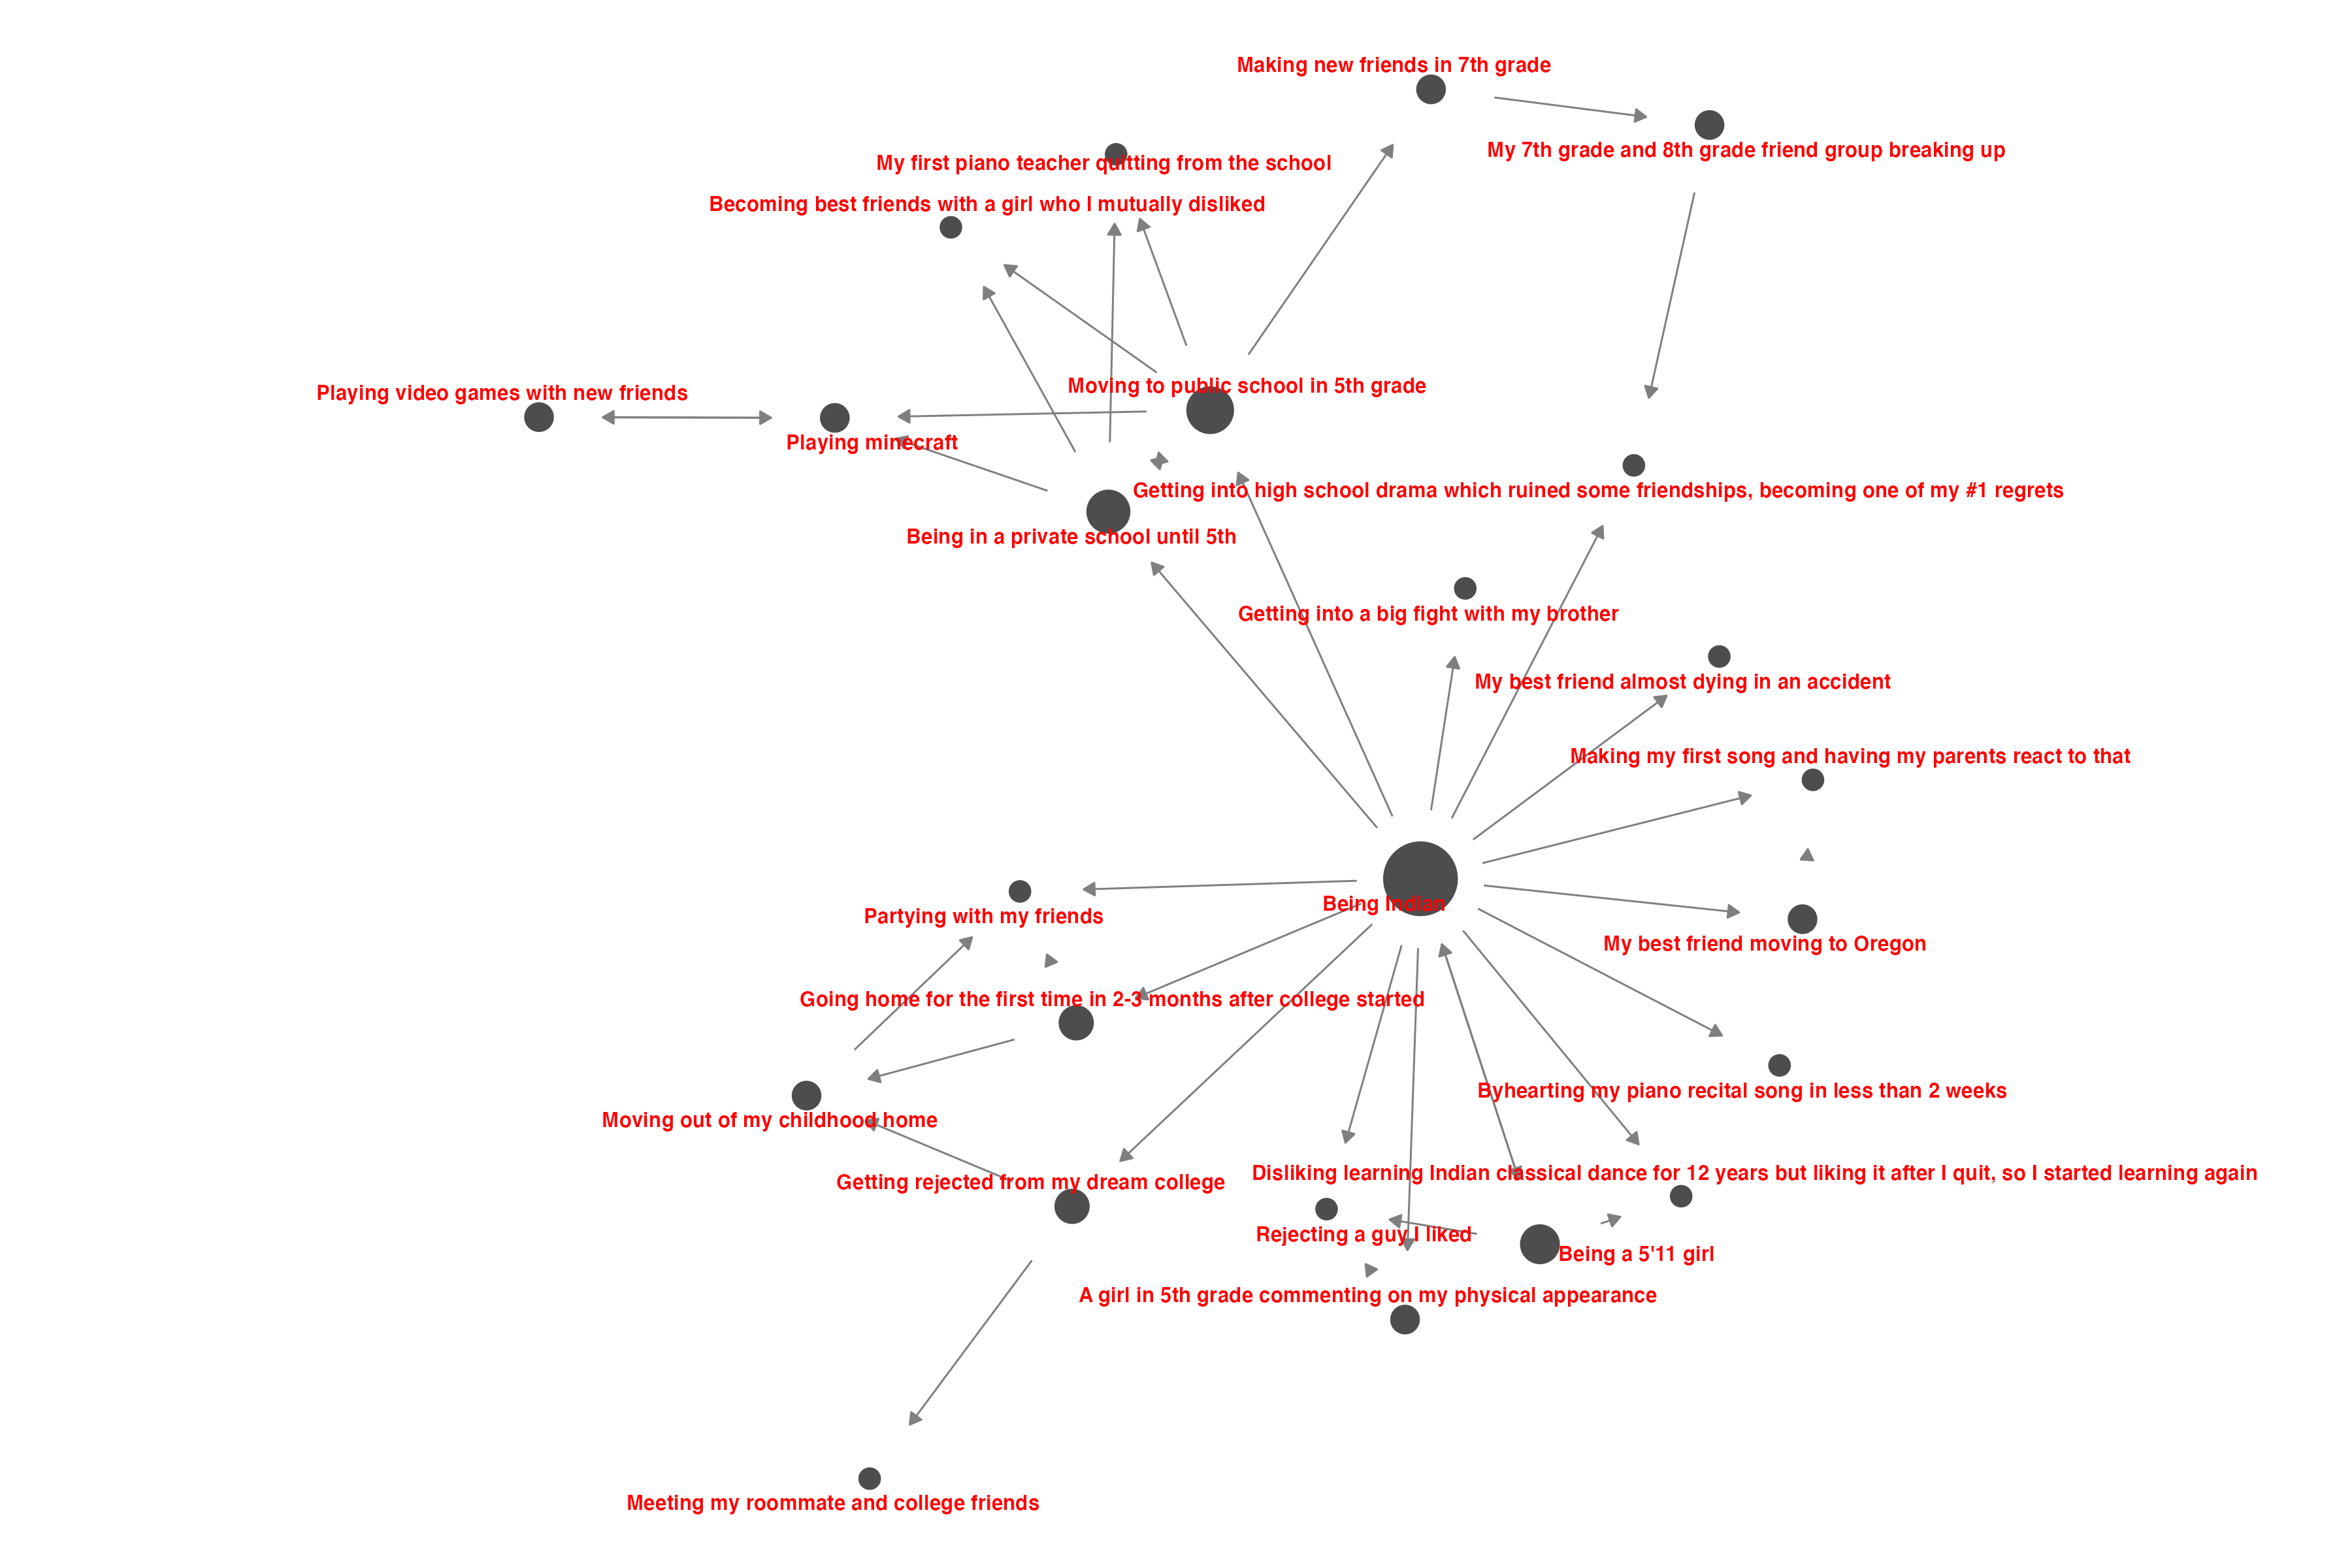 Making new friends in 7th grade
My 7th grade and 8th grade friend group breaking up
My first piano teacher quitting from the school
Becoming best friends with a girl who I mutually disliked
Moving to public school in 5th grade
Playing video games with new friends
Playing minecraft
Getting into high school drama which ruined some friendships, becoming one of my #1 regrets
Being in a private school until 5th
Getting into a big fight with my brother
My best friend almost dying in an accident
Making my first song and having my parents react to that
Being Indian
Partying with my friends
My best friend moving to Oregon
Going home for the first time in 2-3 months after college started
Byhearting my piano recital song in less than 2 weeks
Moving out of my childhood home
Disliking learning Indian classical dance for 12 years but liking it after I quit, so I started learning again
Getting rejected from my dream college
Rejecting a guy I liked
Being a 5'11 girl
A girl in 5th grade commenting on my physical appearance
Meeting my roommate and college friends